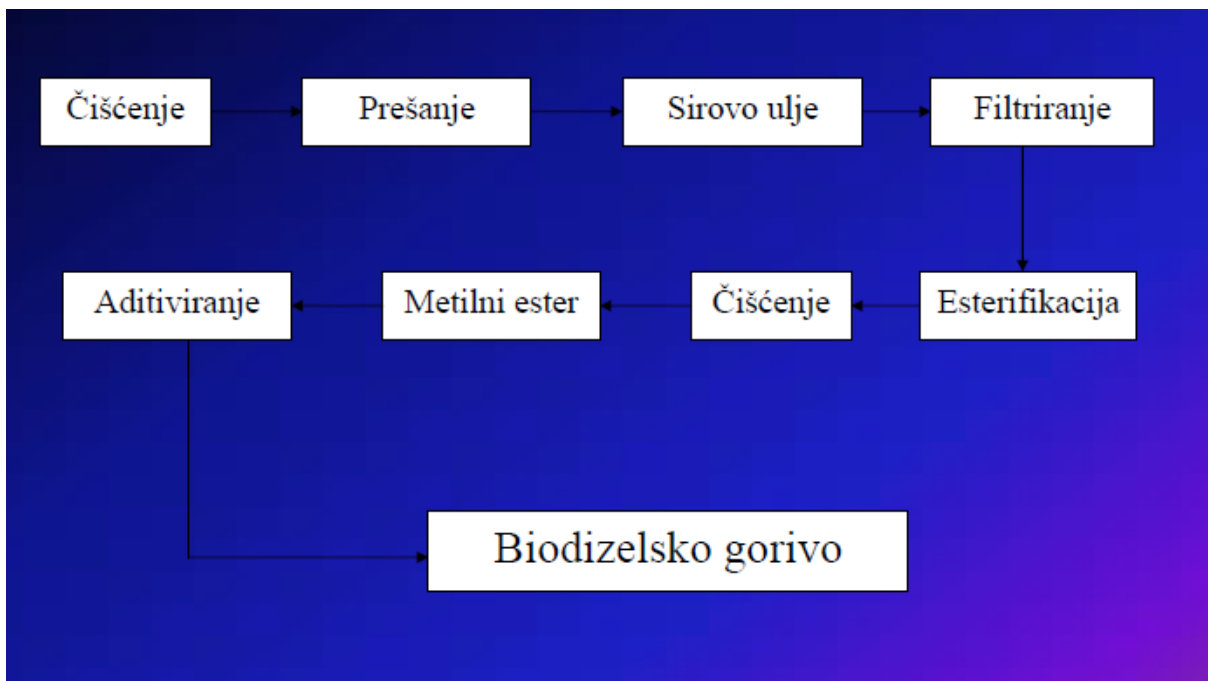 Čišćenje
Prešanje
Sirovo ulje
Filtriranje
Esterifikacija
Čišćenje
Metilni ester
Aditiviranje
Biodizelsko gorivo